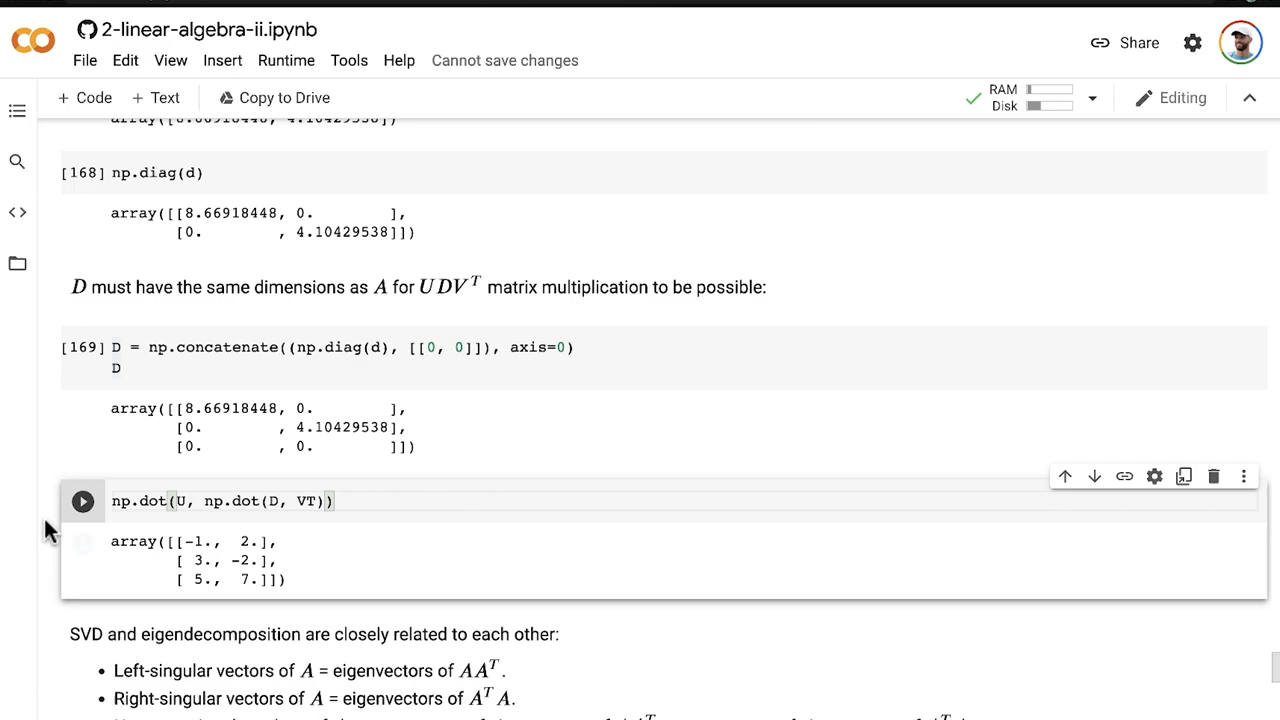 2-linear-algebra-ii.ipynb
Share
File Edit View Insert Runtime Tools Help Cannot save changes
+ Code + Text Copy to Drive
RAM
Disk
Editing
array([8.66918448, 4.10429538])
[168] np.diag(d)
array([[8.66918448, 0.        ],
[0.        , 4.10429538]])
D must have the same dimensions as A for UDV^T matrix multiplication to be possible:
[169] D = np.concatenate((np.diag(d), [[0, 0]]), axis=0)
D
array([[8.66918448, 0.        ],
[0.        , 4.10429538],
[0.        , 0.        ]])
np.dot(U, np.dot(D, VT))
array([[-1.,  2.],
[ 3., -2.],
[ 5.,  7.]])
SVD and eigendecomposition are closely related to each other:
• Left-singular vectors of A = eigenvectors of AA^T.
• Right-singular vectors of A = eigenvectors of A^T A.